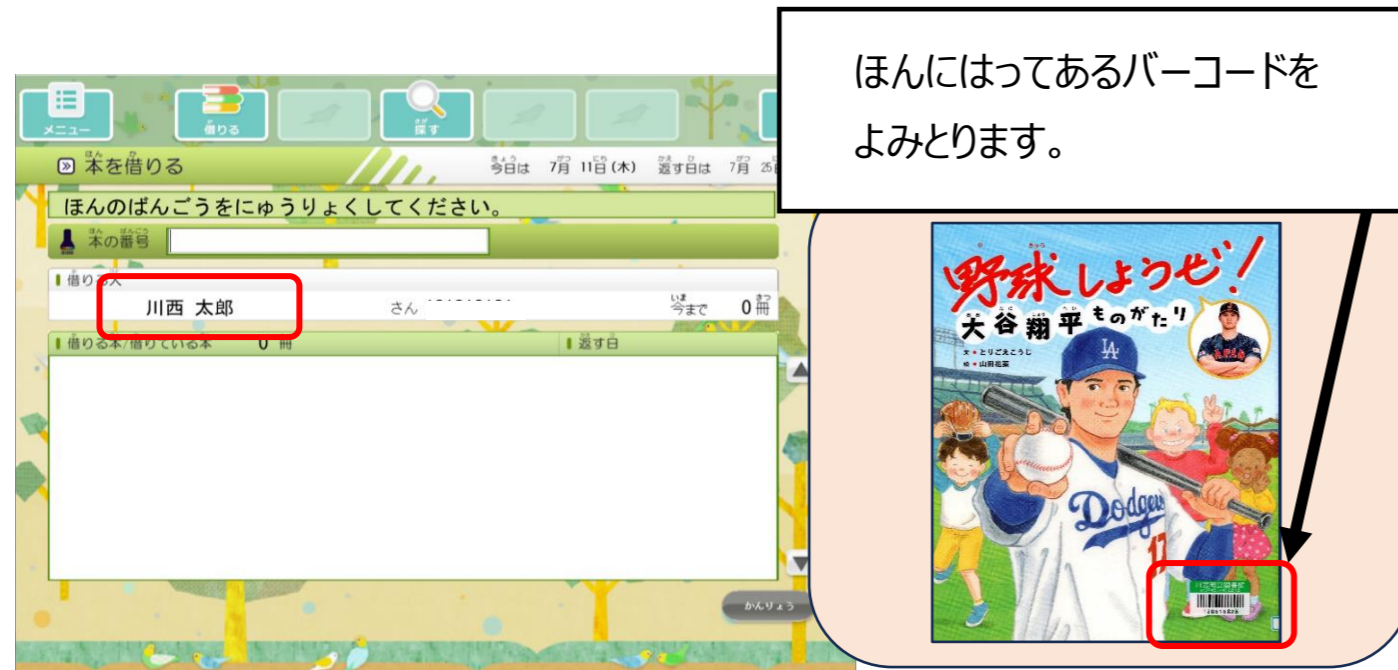 ほんにはってあるバーコードを
よみとります。
メニュー
借りる
探す
本を借りる
今日は 7月 11日(木) 返す日は 7月 25
ほんのばんごうをにゅうりょくしてください。
本の番号
借りる人
川西 太郎 さん
今まで 0冊
借りる本/借りている本 0 冊
返す日
かんりょう
野球しようぜ!
大谷翔平ものがたり
文 ● とりごえこうじ
絵 ● 山田花菜
LA
Dodgers
17